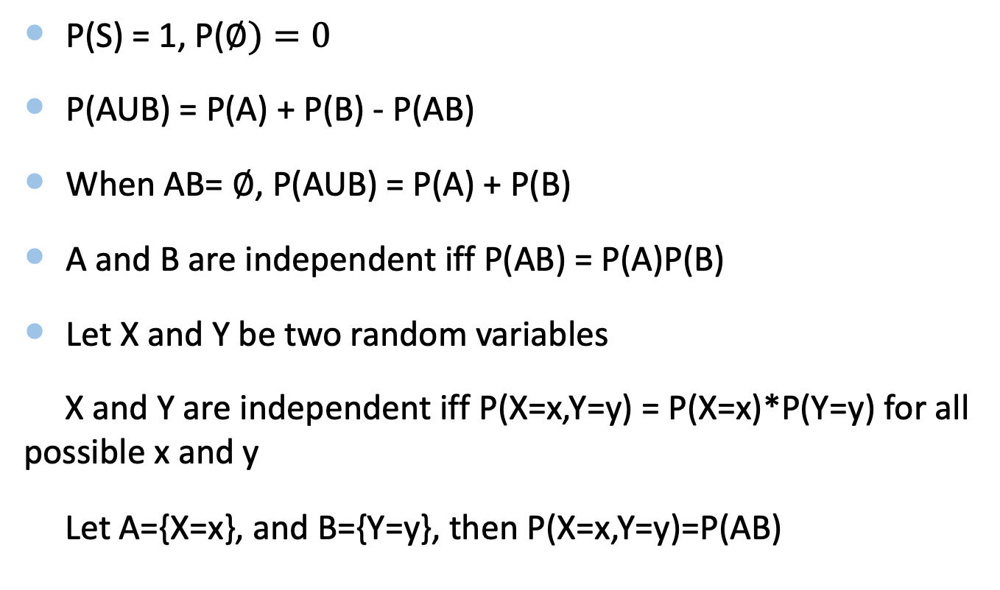 • P(S) = 1, P(∅) = 0
• P(AUB) = P(A) + P(B) - P(AB)
• When AB= ∅, P(AUB) = P(A) + P(B)
• A and B are independent iff P(AB) = P(A)P(B)
• Let X and Y be two random variables
X and Y are independent iff P(X=x,Y=y) = P(X=x)*P(Y=y) for all
possible x and y
Let A={X=x}, and B={Y=y}, then P(X=x,Y=y)=P(AB)